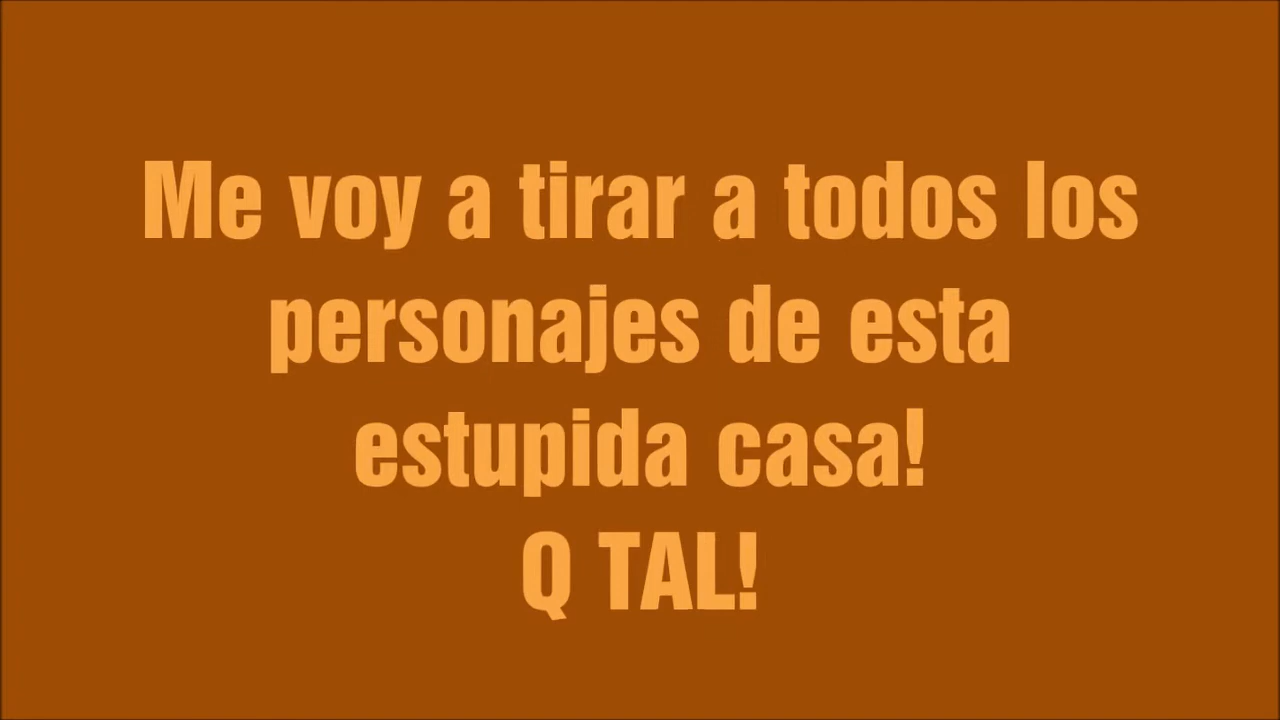 Me voy a tirar a todos los
personajes de esta
estupida casa!
Q TAL!